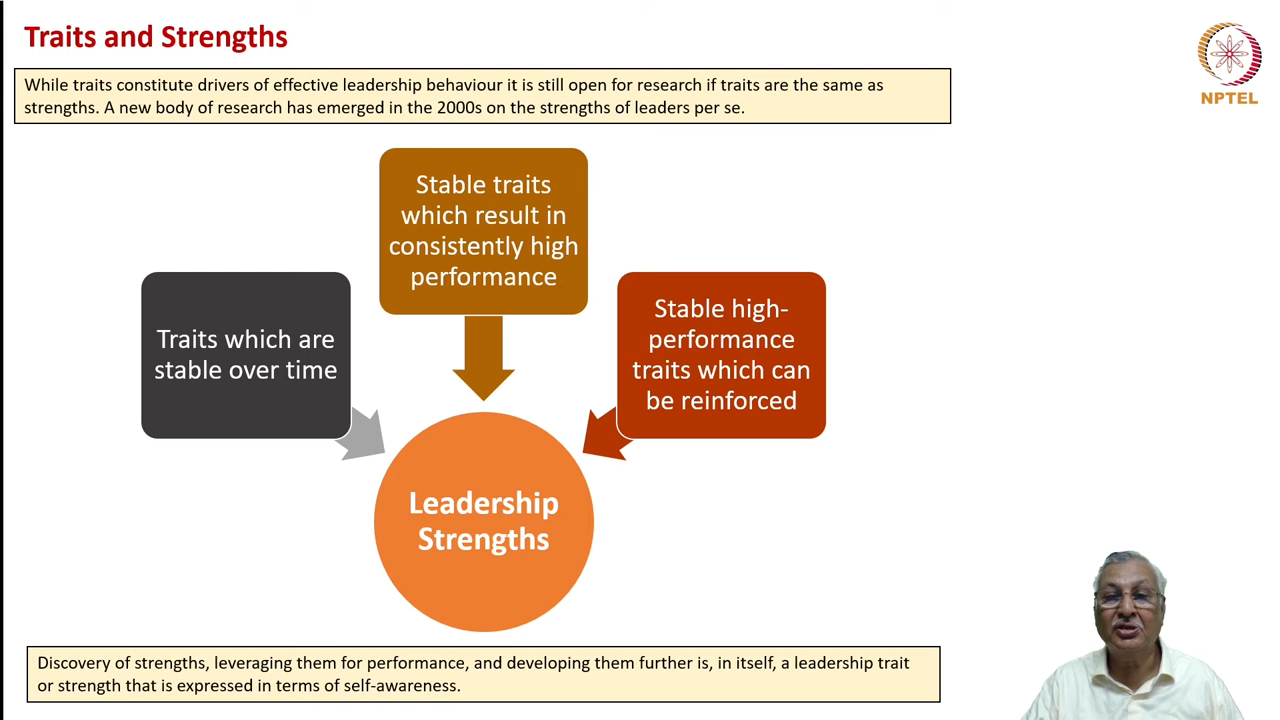 Traits and Strengths
NPTEL
While traits constitute drivers of effective leadership behaviour it is still open for research if traits are the same as
strengths. A new body of research has emerged in the 2000s on the strengths of leaders per se.
Stable traits
which result in
consistently high
performance
Traits which are
stable over time
Stable high-
performance
traits which can
be reinforced
Leadership
Strengths
Discovery of strengths, leveraging them for performance, and developing them further is, in itself, a leadership trait
or strength that is expressed in terms of self-awareness.